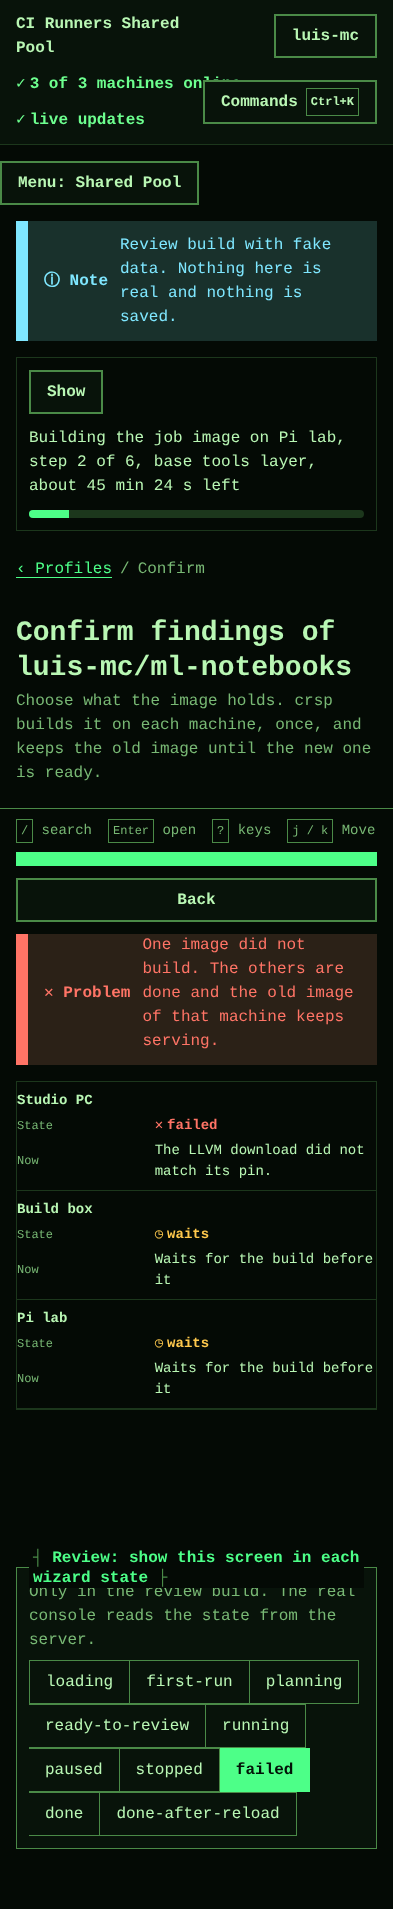 CI Runners Shared
Pool
luis-mc
✓ 3 of 3 machines online
✓ live updates
Commands Ctrl+K
Menu: Shared Pool
ⓘ Note
Review build with fake
data. Nothing here is
real and nothing is
saved.
Show
Building the job image on Pi lab,
step 2 of 6, base tools layer,
about 45 min 24 s left
‹ Profiles / Confirm
Confirm findings of
luis-mc/ml-notebooks
Choose what the image holds. crsp
builds it on each machine, once, and
keeps the old image until the new one
is ready.
/ search Enter open ? keys j / k Move
Back
× Problem
One image did not
build. The others are
done and the old image
of that machine keeps
serving.
Studio PC
State × failed
Now The LLVM download did not
match its pin.
Build box
State ◷ waits
Now Waits for the build before
it
Pi lab
State ◷ waits
Now Waits for the build before
it
┤ Review: show this screen in each
wizard state ├
Only in the review build. The real
console reads the state from the
server.
loading first-run planning
ready-to-review running
paused stopped failed
done done-after-reload